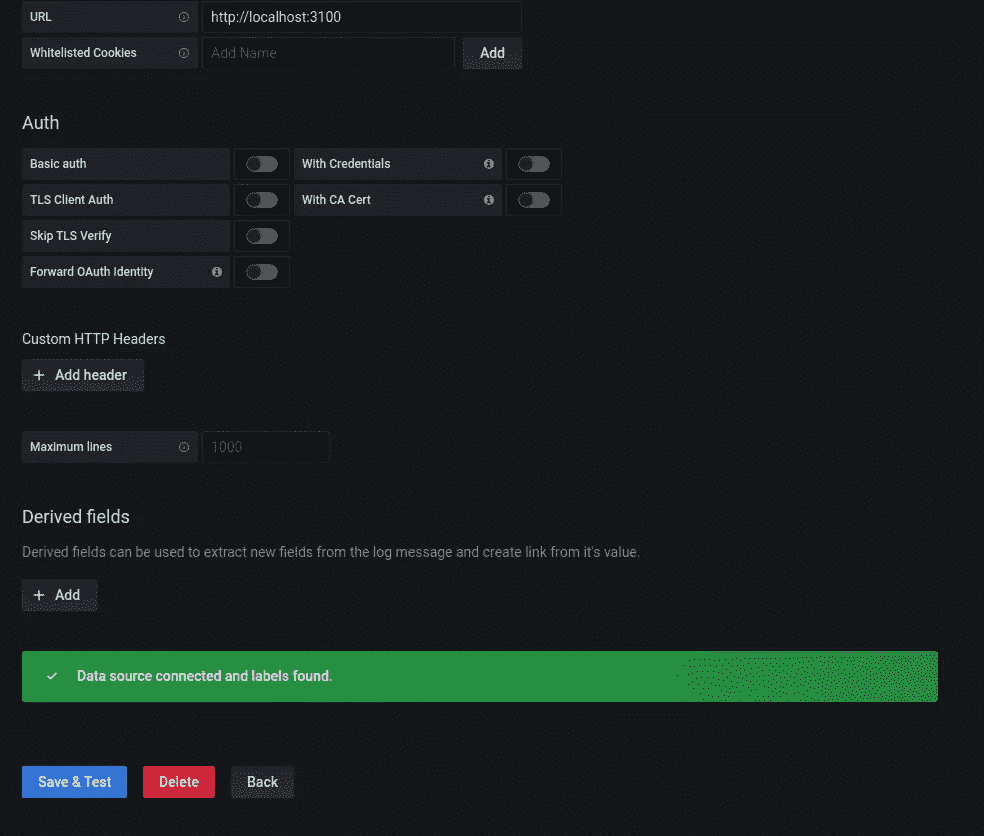 URL http://localhost:3100
Whitelisted Cookies Add Name Add
Auth
Basic auth With Credentials
TLS Client Auth With CA Cert
Skip TLS Verify
Forward OAuth Identity
Custom HTTP Headers
+ Add header
Maximum lines 1000
Derived fields
Derived fields can be used to extract new fields from the log message and create link from it's value.
+ Add
Data source connected and labels found.
Save & Test Delete Back